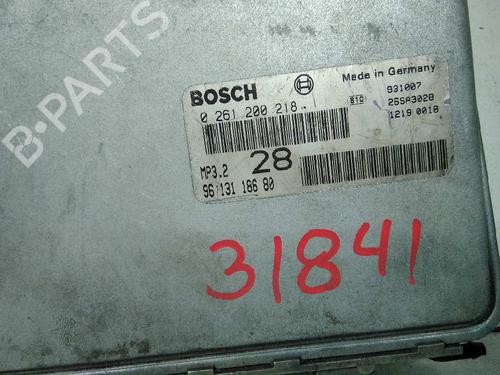 B-PARTS
BOSCH
Made in Germany
0 261 200 218
810
931007
26SA3028
1219 0018
MP3.2
28
96 131 186 80
31841